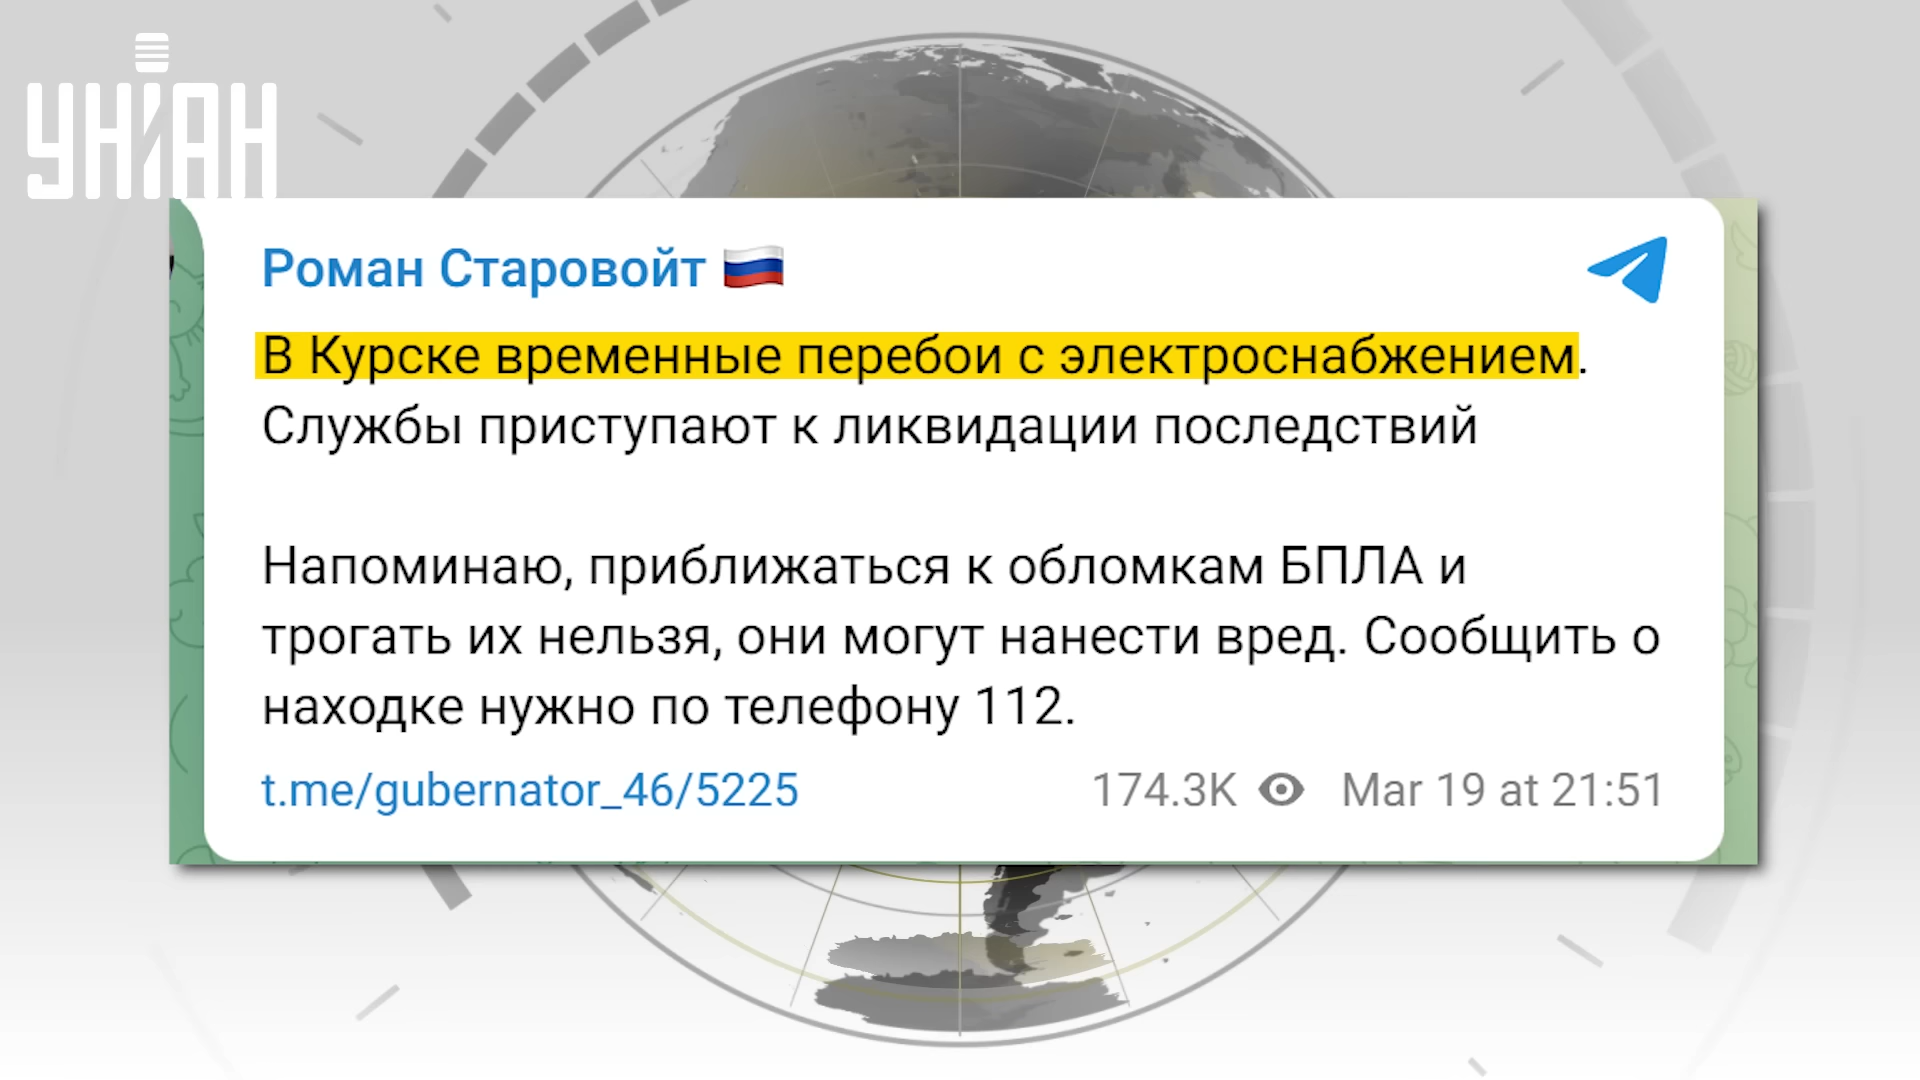 УНІАН
Роман Старовойт
В Курске временные перебои с электроснабжением.
Службы приступают к ликвидации последствий
Напоминаю, приближаться к обломкам БПЛА и
трогать их нельзя, они могут нанести вред. Сообщить о
находке нужно по телефону 112.
t.me/gubernator_46/5225 174.3K Mar 19 at 21:51